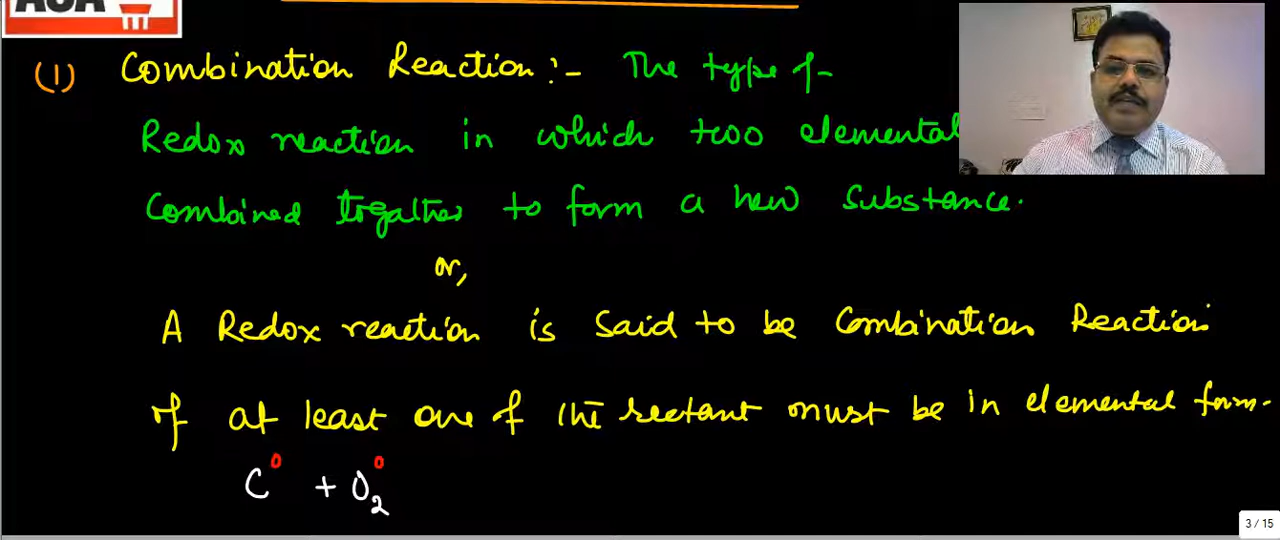 AJA
(1) Combination Reaction :- The type of
Redox reaction in which two elemental
Combined together to form a new Substance.
or,
A Redox reaction is said to be Combination Reaction
if at least one of the rectant must be in elemental form.
C⁰ + O₂⁰
3 / 15